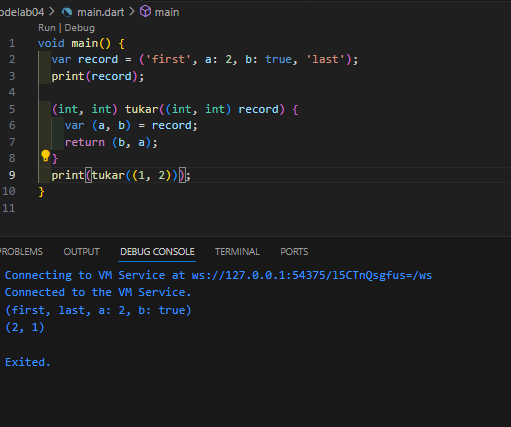 odelab04 > main.dart > main
Run | Debug
1 void main() {
2 var record = ('first', a: 2, b: true, 'last');
3 print(record);
4
5 (int, int) tukar((int, int) record) {
6 var (a, b) = record;
7 return (b, a);
8 }
9 print(tukar((1, 2)));
10 }
11
PROBLEMS OUTPUT DEBUG CONSOLE TERMINAL PORTS
Connecting to VM Service at ws://127.0.0.1:54375/l5CTnQsgfus=/ws
Connected to the VM Service.
(first, last, a: 2, b: true)
(2, 1)
Exited.